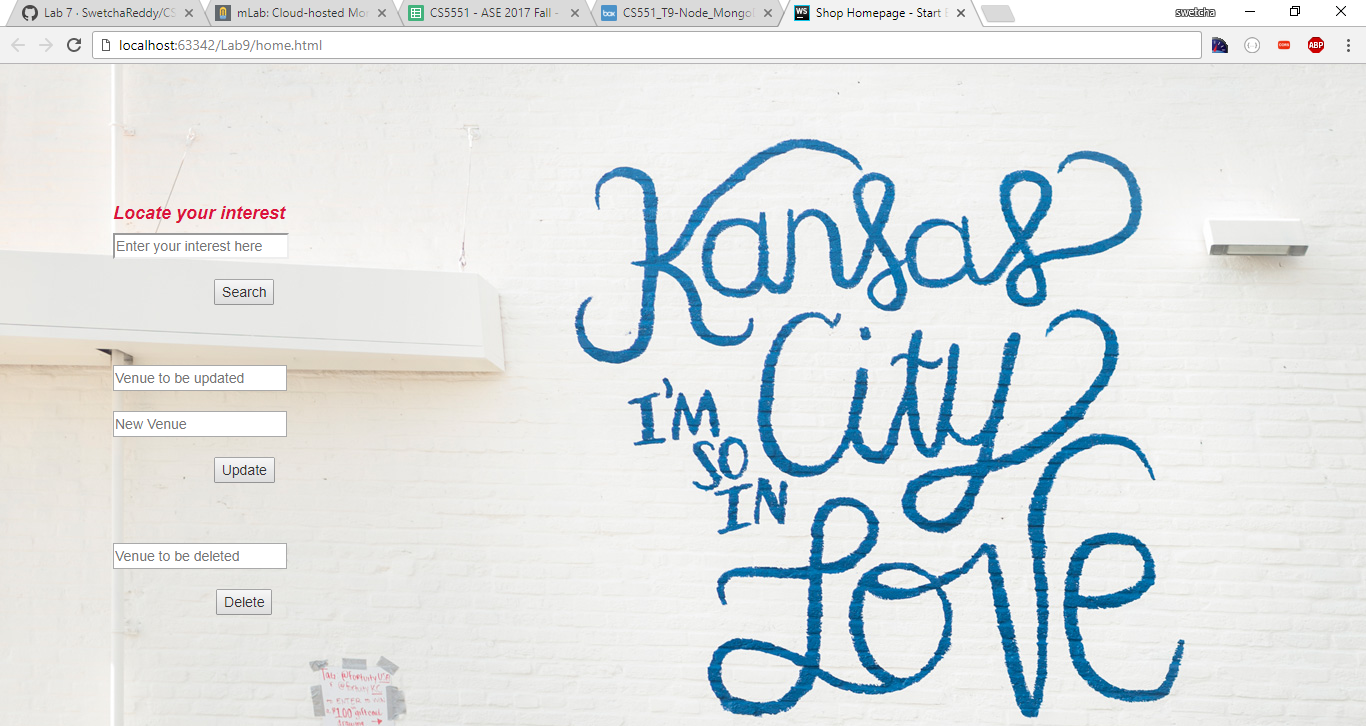 Lab 7 · SwetchaReddy/CS
mLab: Cloud-hosted Mon
CS5551 - ASE 2017 Fall -
CS551_T9-Node_Mongo
Shop Homepage - Start B
swetcha
localhost:63342/Lab9/home.html
ABP
Locate your interest
Enter your interest here
Search
Venue to be updated
New Venue
Update
Venue to be deleted
Delete
Kansas
City
I'M
SO
IN
LOVe